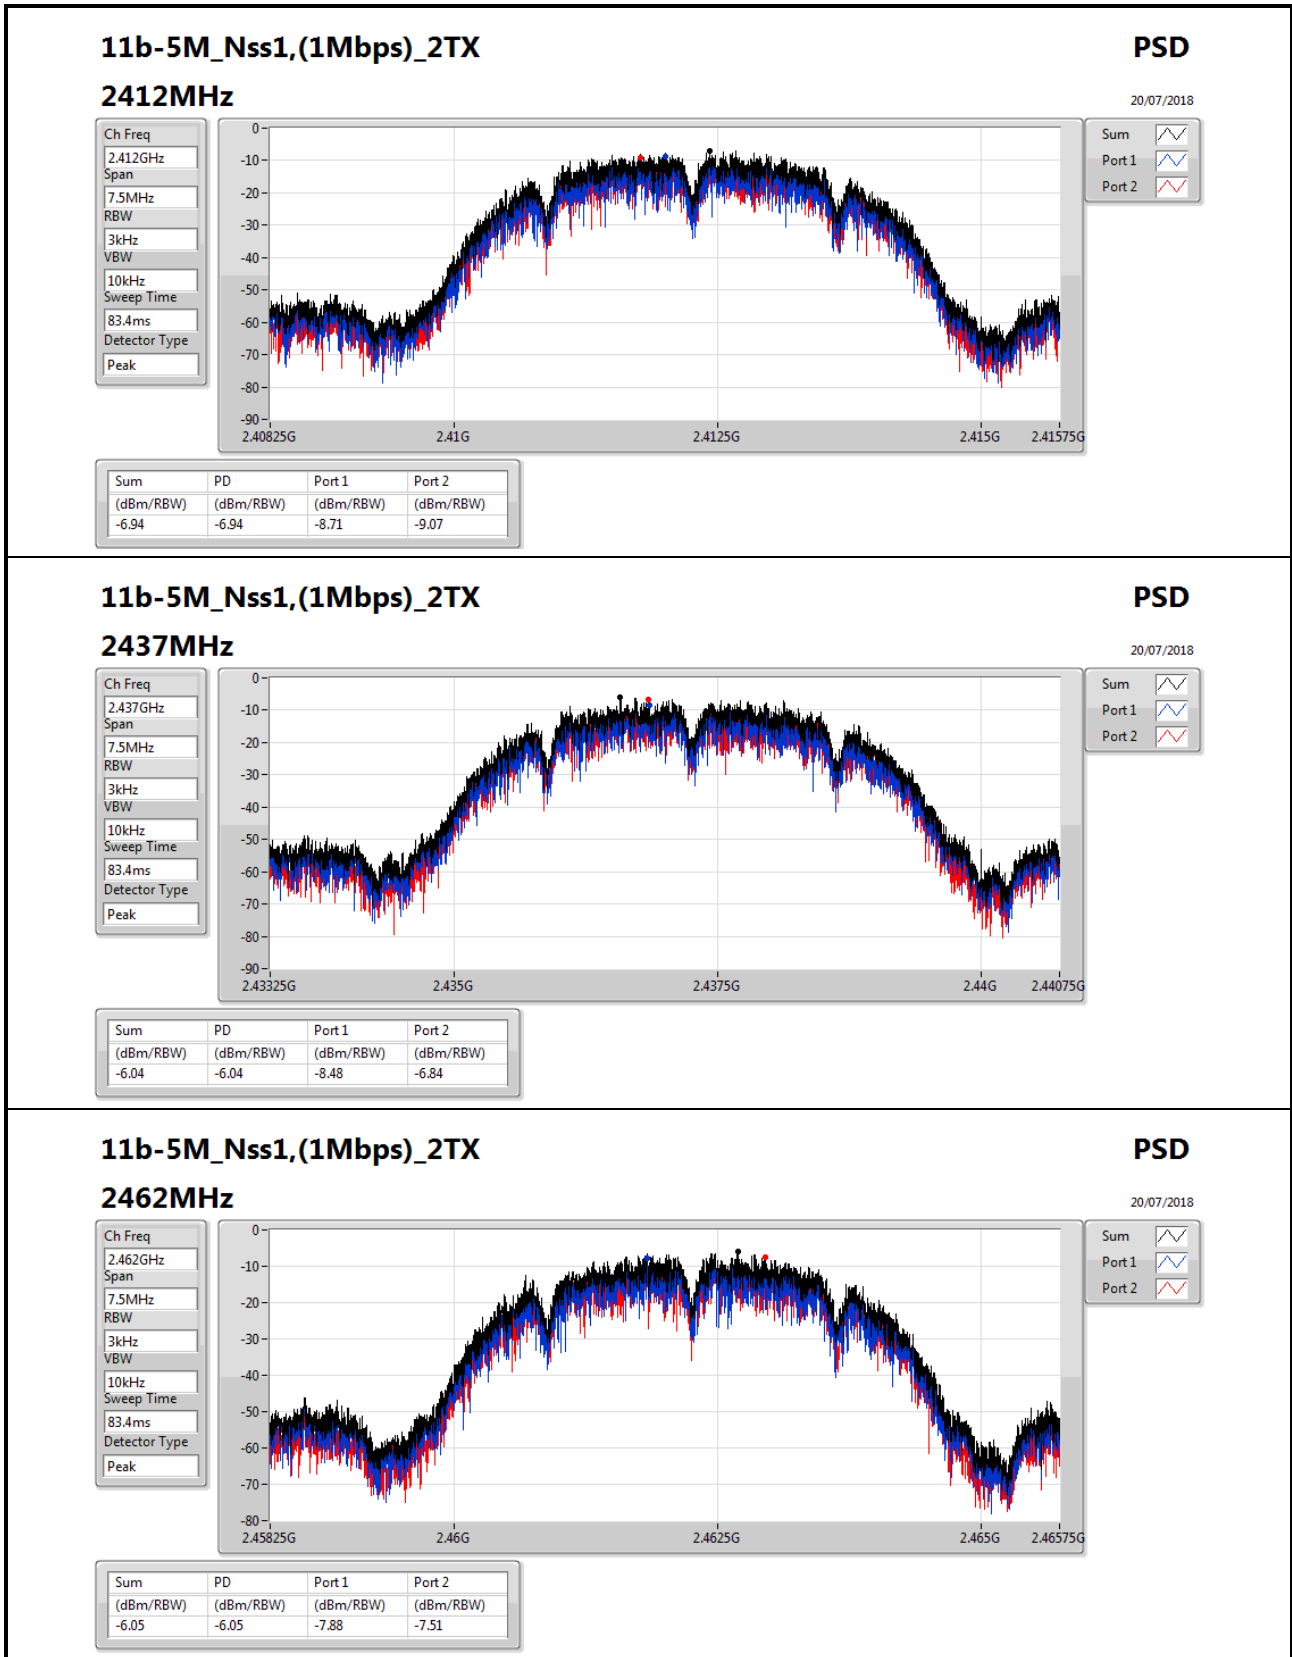 11b-5M_Nss1,(1Mbps)_2TX PSD
2412MHz 20/07/2018
Ch Freq
2.412GHz
Span
7.5MHz
RBW
3kHz
VBW
10kHz
Sweep Time
83.4ms
Detector Type
Peak
0
-10
-20
-30
-40
-50
-60
-70
-80
-90
2.40825G 2.41G 2.4125G 2.415G 2.41575G
Sum
Port 1
Port 2
Sum PD Port 1 Port 2
(dBm/RBW) (dBm/RBW) (dBm/RBW) (dBm/RBW)
-6.94 -6.94 -8.71 -9.07
11b-5M_Nss1,(1Mbps)_2TX PSD
2437MHz 20/07/2018
Ch Freq
2.437GHz
Span
7.5MHz
RBW
3kHz
VBW
10kHz
Sweep Time
83.4ms
Detector Type
Peak
0
-10
-20
-30
-40
-50
-60
-70
-80
-90
2.43325G 2.435G 2.4375G 2.44G 2.44075G
Sum
Port 1
Port 2
Sum PD Port 1 Port 2
(dBm/RBW) (dBm/RBW) (dBm/RBW) (dBm/RBW)
-6.04 -6.04 -8.48 -6.84
11b-5M_Nss1,(1Mbps)_2TX PSD
2462MHz 20/07/2018
Ch Freq
2.462GHz
Span
7.5MHz
RBW
3kHz
VBW
10kHz
Sweep Time
83.4ms
Detector Type
Peak
0
-10
-20
-30
-40
-50
-60
-70
-80
2.45825G 2.46G 2.4625G 2.465G 2.46575G
Sum
Port 1
Port 2
Sum PD Port 1 Port 2
(dBm/RBW) (dBm/RBW) (dBm/RBW) (dBm/RBW)
-6.05 -6.05 -7.88 -7.51